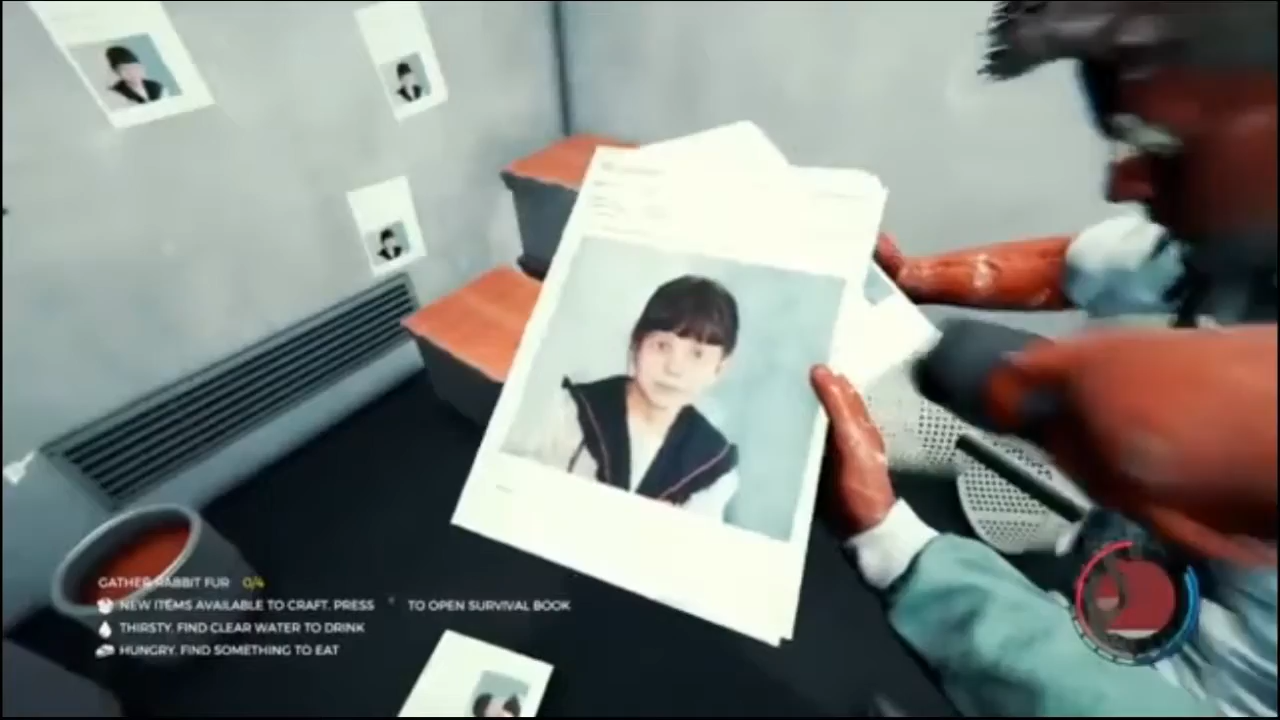 GATHER RABBIT FUR 0/4
NEW ITEMS AVAILABLE TO CRAFT. PRESS TO OPEN SURVIVAL BOOK
THIRSTY. FIND CLEAR WATER TO DRINK
HUNGRY. FIND SOMETHING TO EAT